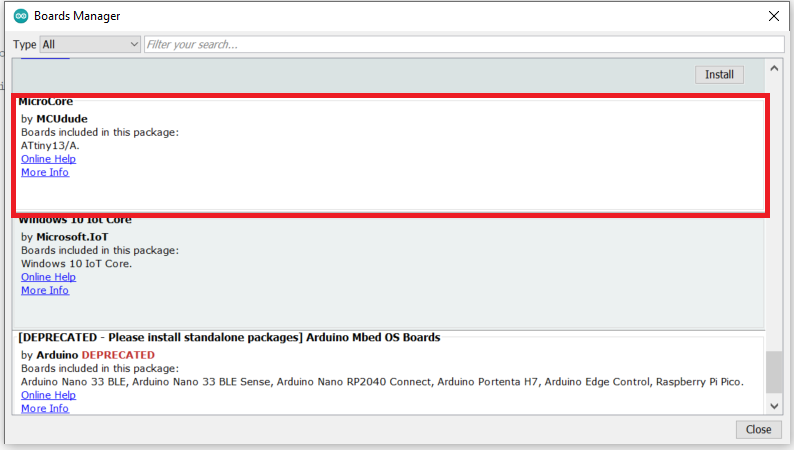 Boards Manager
Type All Filter your search...
Install
MicroCore
by MCUdude
Boards included in this package:
ATtiny13/A.
Online Help
More Info
Windows 10 Iot Core
by Microsoft.IoT
Boards included in this package:
Windows 10 IoT Core.
Online Help
More Info
[DEPRECATED - Please install standalone packages] Arduino Mbed OS Boards
by Arduino DEPRECATED
Boards included in this package:
Arduino Nano 33 BLE, Arduino Nano 33 BLE Sense, Arduino Nano RP2040 Connect, Arduino Portenta H7, Arduino Edge Control, Raspberry Pi Pico.
Online Help
More Info
Close